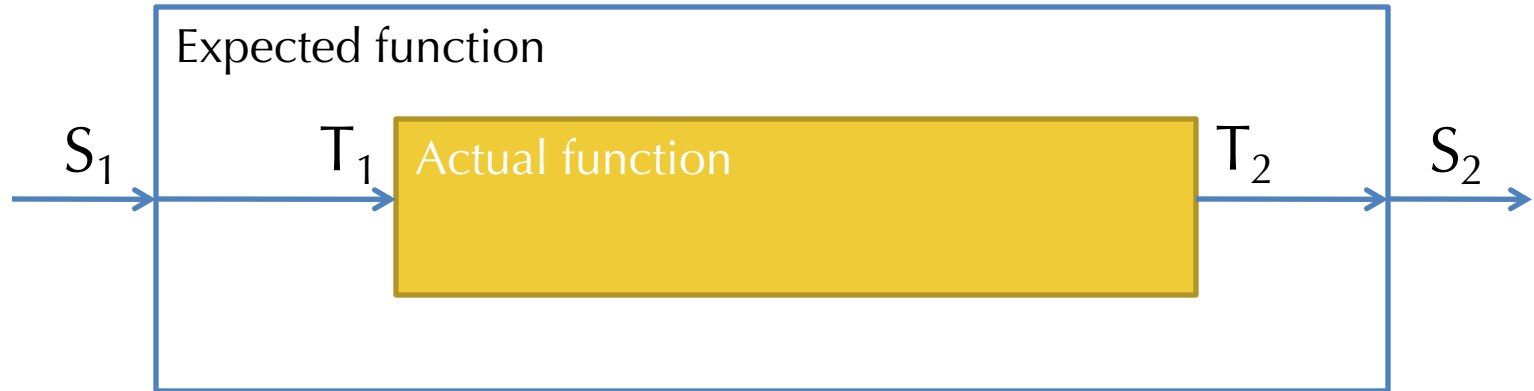 Expected function
S₁
T₁
Actual function
T₂
S₂